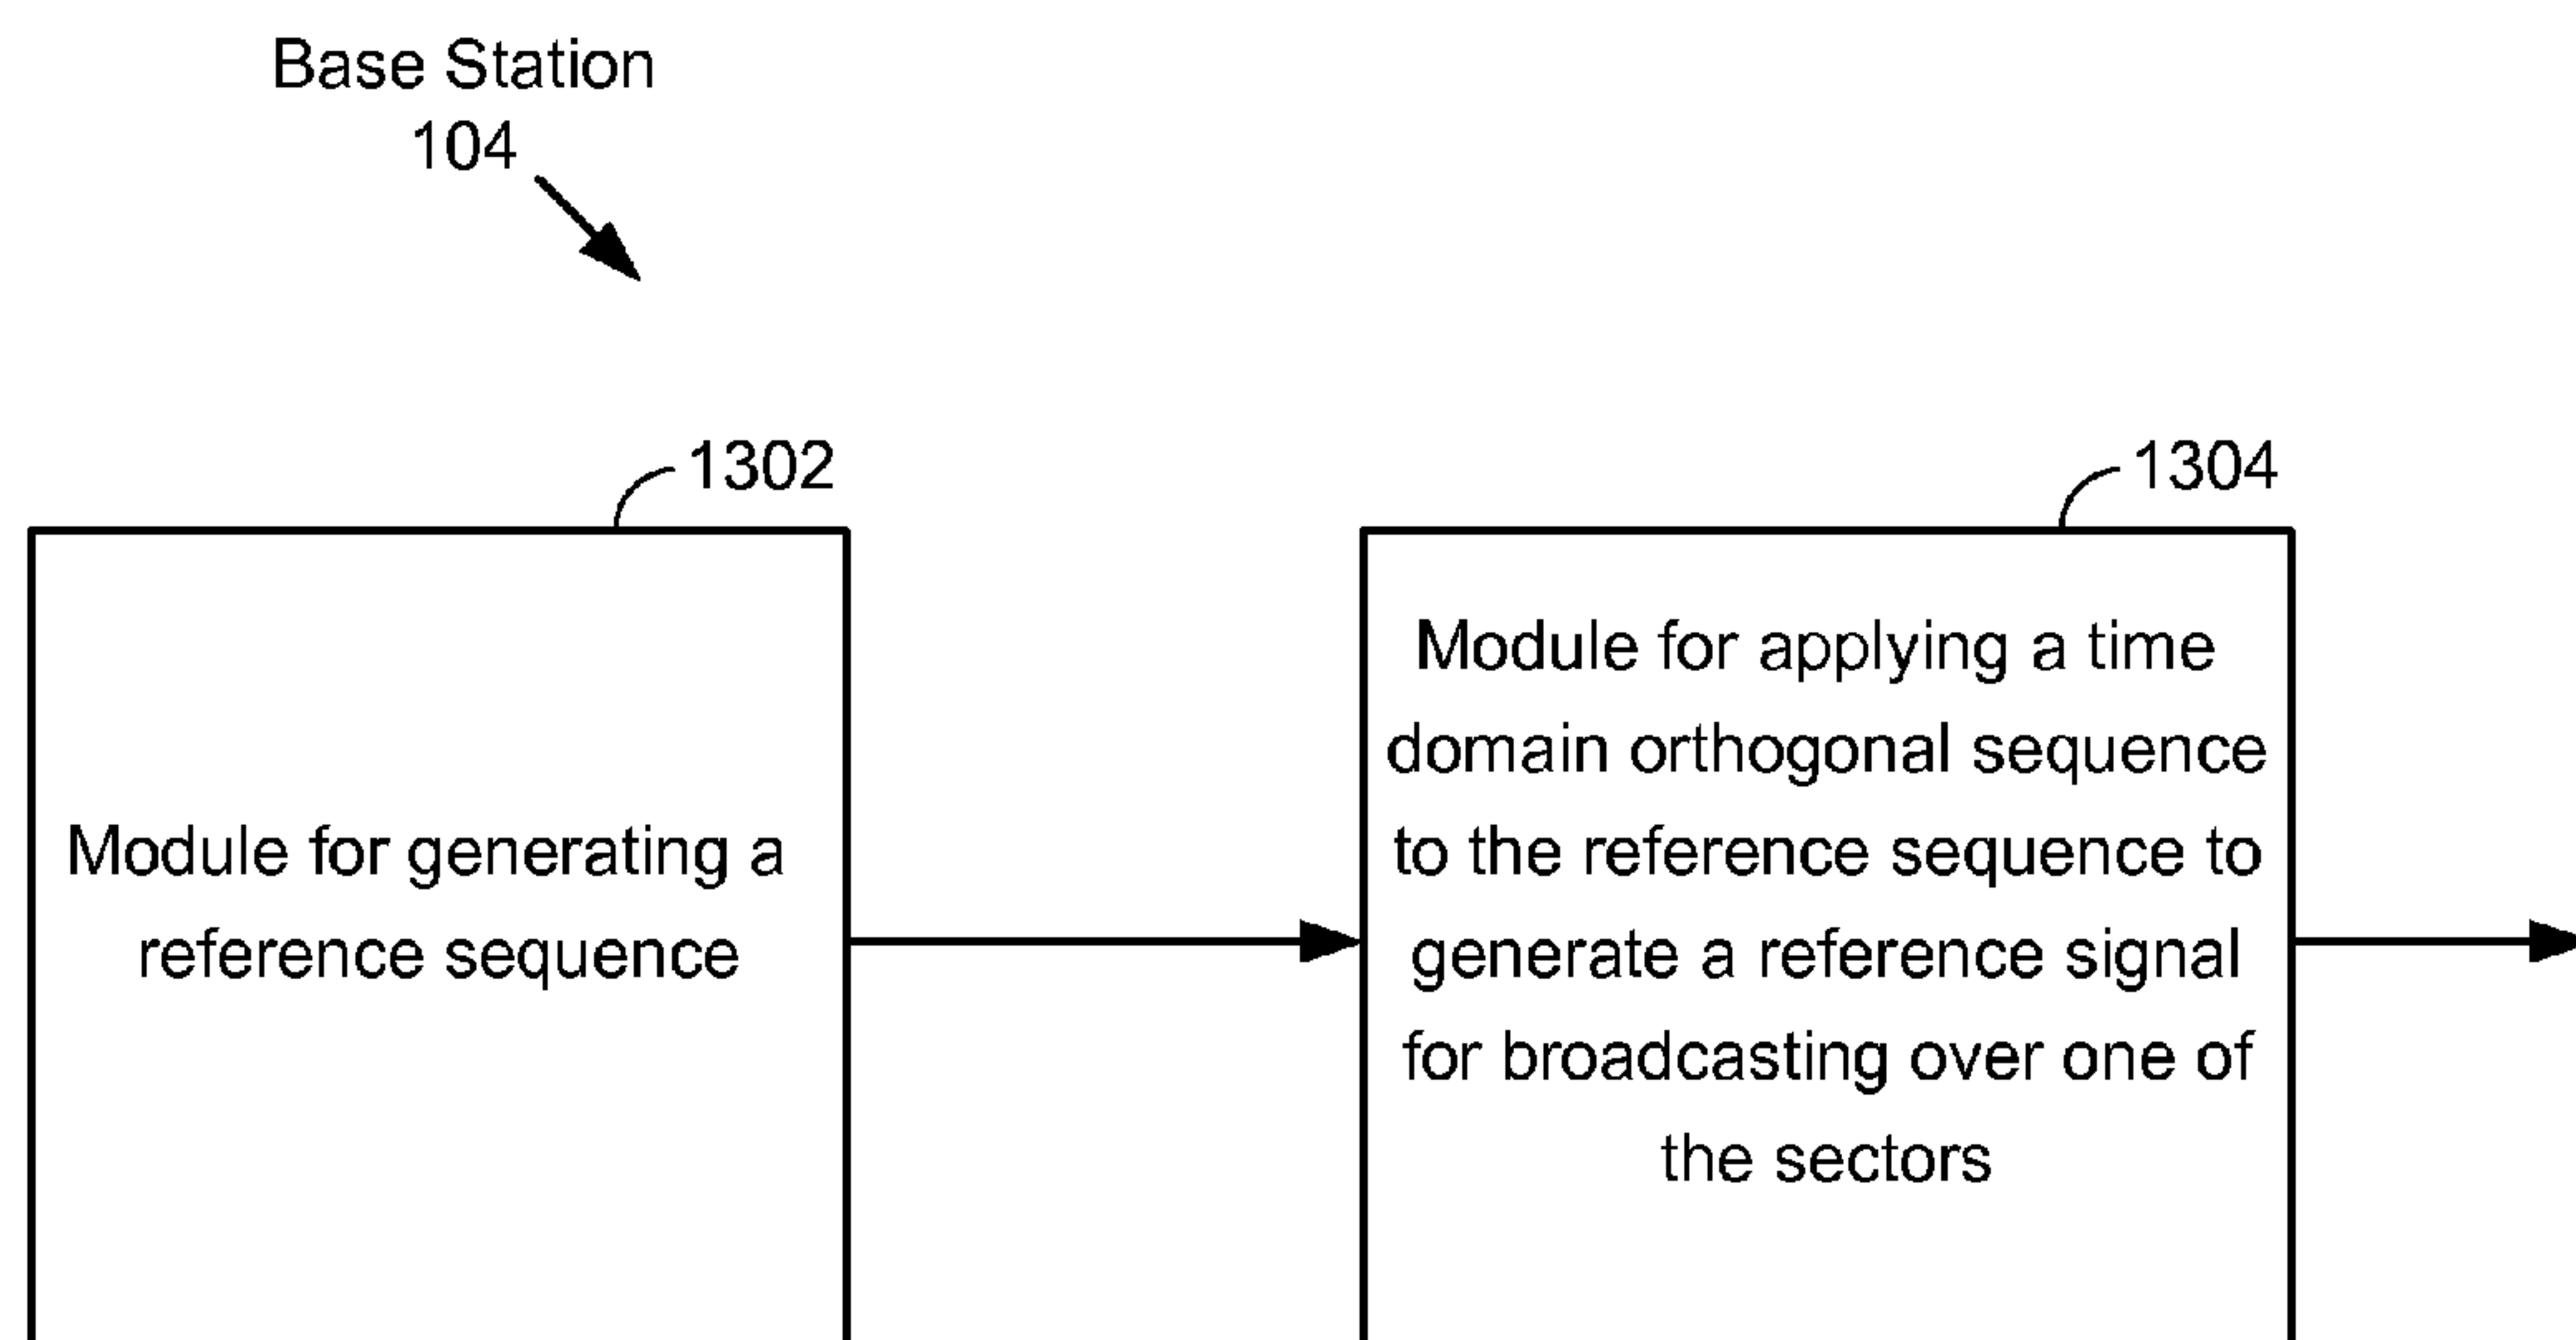 Base Station
104
1302
1304
Module for generating a
reference sequence
Module for applying a time
domain orthogonal sequence
to the reference sequence to
generate a reference signal
for broadcasting over one of
the sectors